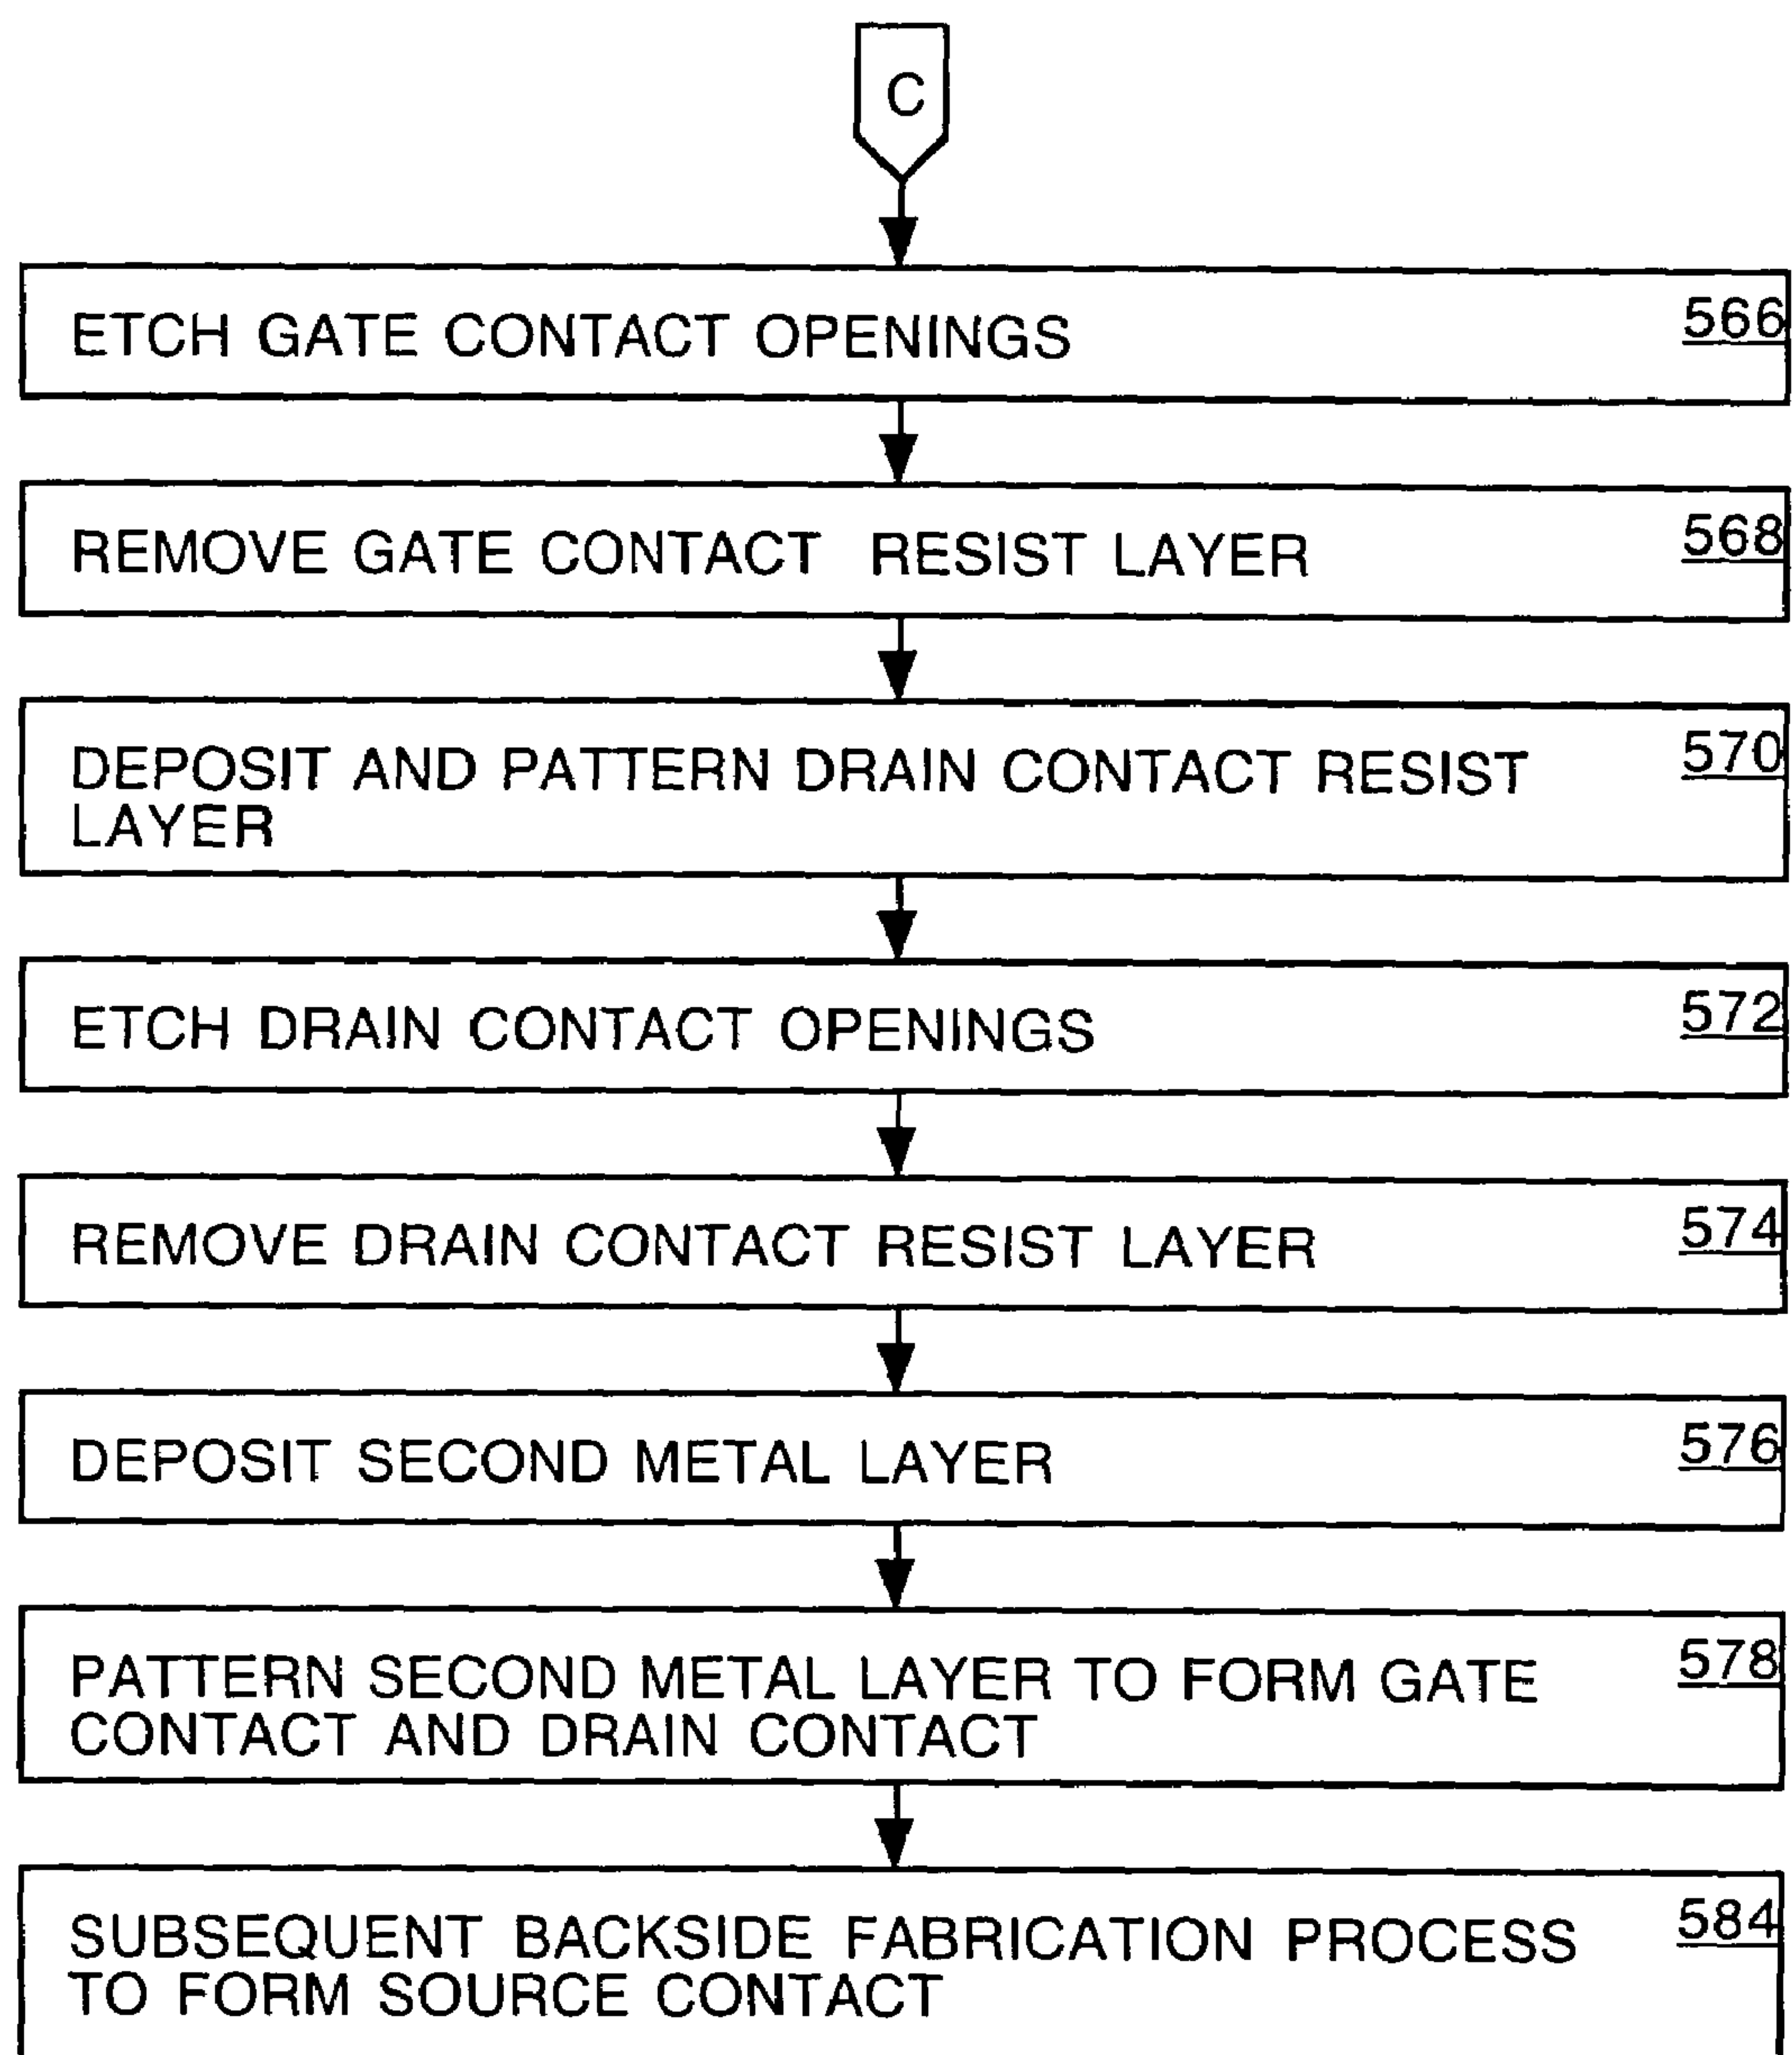 C
ETCH GATE CONTACT OPENINGS 566
REMOVE GATE CONTACT RESIST LAYER 568
DEPOSIT AND PATTERN DRAIN CONTACT RESIST 570
LAYER
ETCH DRAIN CONTACT OPENINGS 572
REMOVE DRAIN CONTACT RESIST LAYER 574
DEPOSIT SECOND METAL LAYER 576
PATTERN SECOND METAL LAYER TO FORM GATE 578
CONTACT AND DRAIN CONTACT
SUBSEQUENT BACKSIDE FABRICATION PROCESS 584
TO FORM SOURCE CONTACT